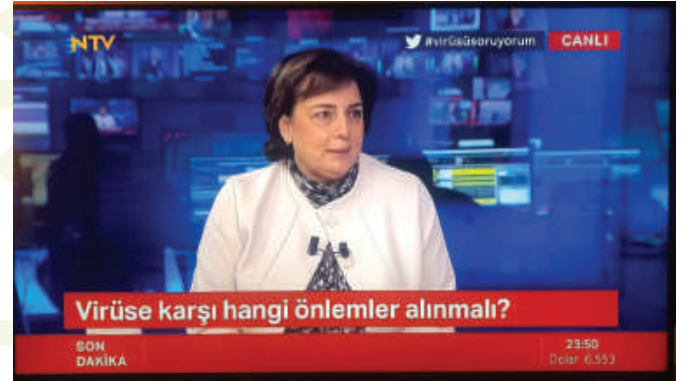 NTV
#virüsüsoruyorum
CANLI
Virüse karşı hangi önlemler alınmalı?
SON
DAKİKA
23:50
Dolar 6.553